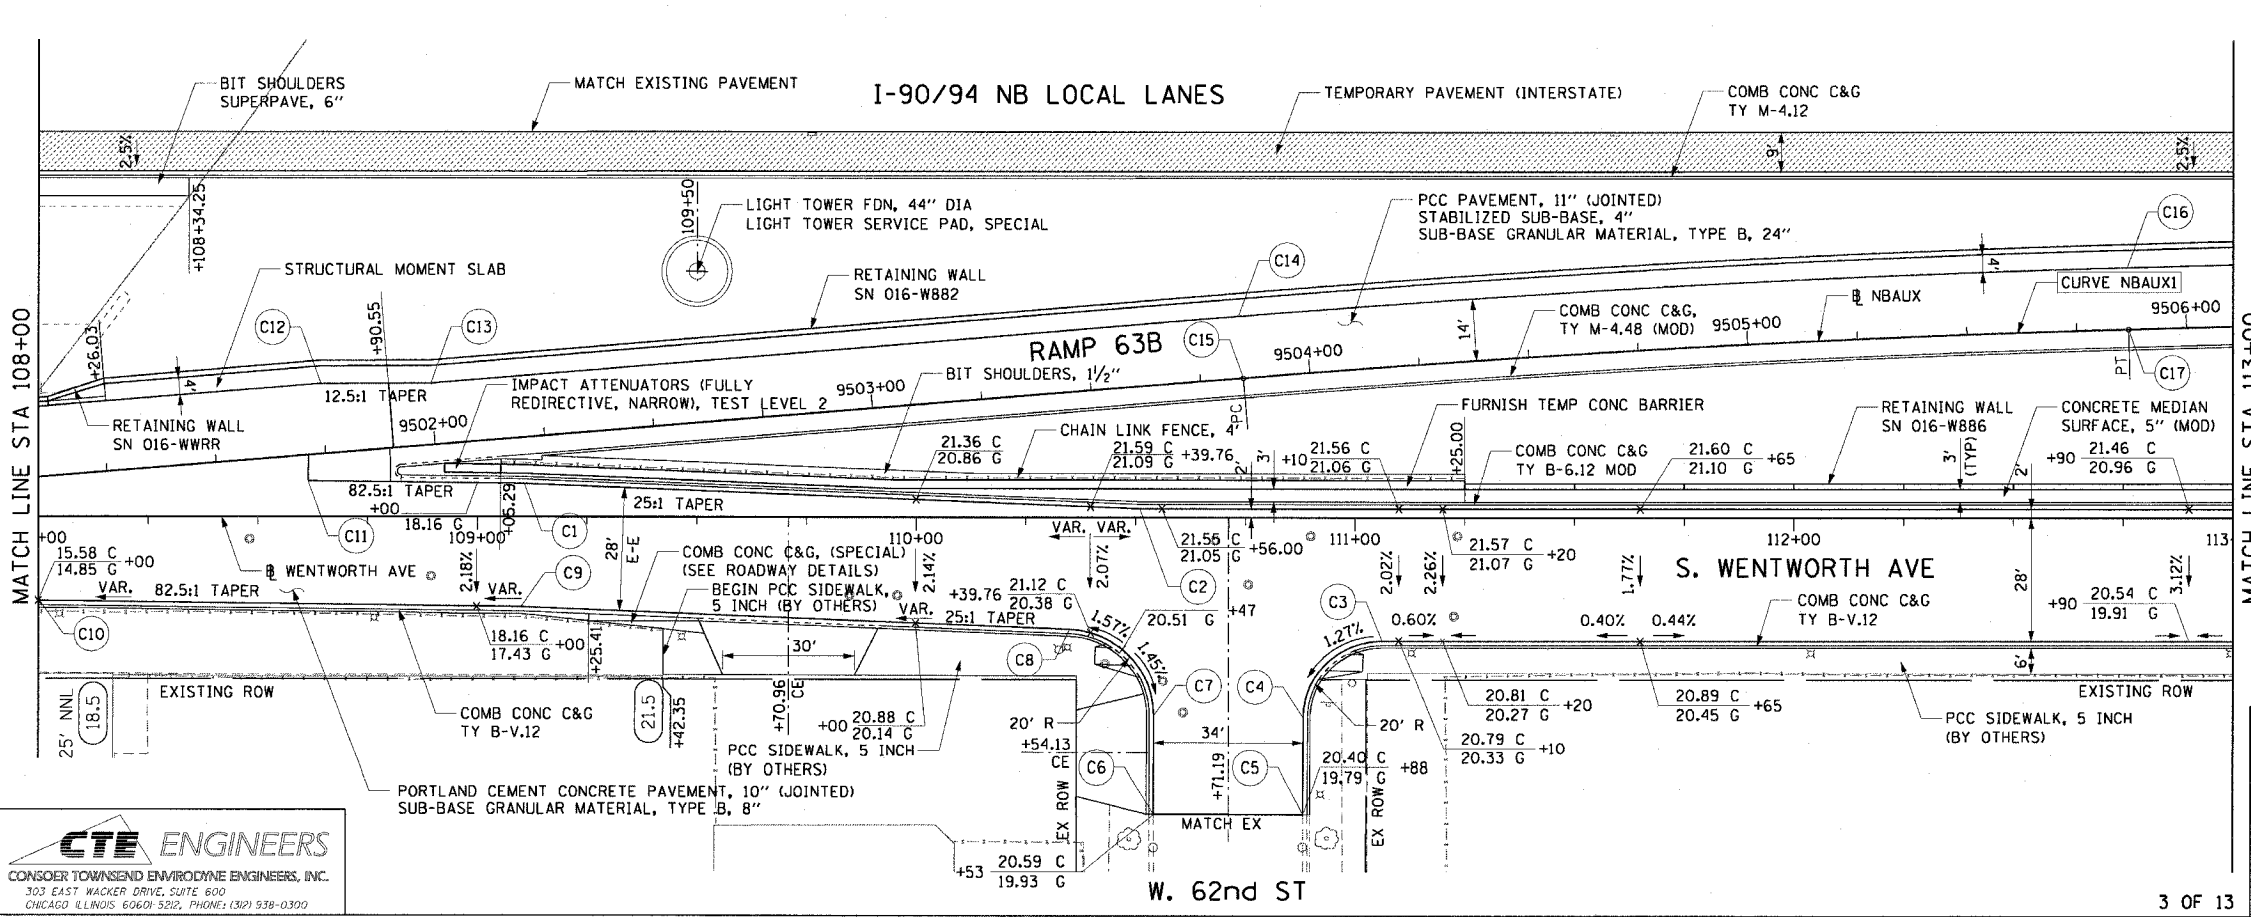 BIT SHOULDERS
SUPERPAVE, 6"
MATCH EXISTING PAVEMENT
I-90/94 NB LOCAL LANES
TEMPORARY PAVEMENT (INTERSTATE)
COMB CONC C&G
TY M-4.12
2.5%
9'
2.5%
+108+34.25
109+50
LIGHT TOWER FDN, 44" DIA
LIGHT TOWER SERVICE PAD, SPECIAL
PCC PAVEMENT, 11" (JOINTED)
STABILIZED SUB-BASE, 4"
SUB-BASE GRANULAR MATERIAL, TYPE B, 24"
C16
STRUCTURAL MOMENT SLAB
RETAINING WALL
SN 016-W882
C14
4'
CURVE NBAUX1
MATCH LINE STA 108+00
+26.03
C12
+90.55
C13
RAMP 63B
C15
9504+00
14'
COMB CONC C&G,
TY M-4.48 (MOD)
9505+00
B NBAUX
9506+00
MATCH LINE STA 113+00
4'
12.5:1 TAPER
IMPACT ATTENUATORS (FULLY
REDIRECTIVE, NARROW), TEST LEVEL 2
9503+00
BIT SHOULDERS, 1 1/2"
PC
PT
C17
RETAINING WALL
SN 016-WWRR
9502+00
CHAIN LINK FENCE, 4'
FURNISH TEMP CONC BARRIER
RETAINING WALL
SN 016-W886
CONCRETE MEDIAN
SURFACE, 5" (MOD)
21.36 C
20.86 G
21.59 C
21.09 G +39.76
2'
3'
+10 21.56 C
21.06 G
+25.00
COMB CONC C&G
TY B-6.12 MOD
21.60 C
21.10 G +65
3'
(TYP)
2'
+90 21.46 C
20.96 G
82.5:1 TAPER
+00
18.16 G
+05.29
25:1 TAPER
C11
109+00
C1
28'
E-E
110+00
VAR. VAR.
21.55 C
21.05 G +56.00
111+00
21.57 C
21.07 G +20
112+00
113+
+00
15.58 C
14.85 G +00
B WENTWORTH AVE
2.18%
C9
COMB CONC C&G, (SPECIAL)
(SEE ROADWAY DETAILS)
2.14%
2.07%
C2
2.02%
2.26%
1.77%
S. WENTWORTH AVE
28'
3.12%
VAR.
82.5:1 TAPER
VAR.
BEGIN PCC SIDEWALK,
5 INCH (BY OTHERS)
VAR.
+39.76 21.12 C
20.38 G
25:1 TAPER
1.57%
1.45%
20.51 G +47
C3
1.27%
0.60%
0.40%
0.44%
COMB CONC C&G
TY B-V.12
+90 20.54 C
19.91 G
C10
18.16 C
17.43 G +00
+25.41
30'
C8
6'
25' NNL
18.5
EXISTING ROW
COMB CONC C&G
TY B-V.12
21.5
+42.35
+70.96
CE
+00 20.88 C
20.14 G
PCC SIDEWALK, 5 INCH
(BY OTHERS)
20' R
+54.13
CE
C7
C4
34'
20' R
20.81 C
20.27 G +20
20.79 C
20.33 G +10
20.89 C
20.45 G +65
EXISTING ROW
PCC SIDEWALK, 5 INCH
(BY OTHERS)
C6
+71.19
C5
20.40 C
19.79 G +88
PORTLAND CEMENT CONCRETE PAVEMENT, 10" (JOINTED)
SUB-BASE GRANULAR MATERIAL, TYPE B, 8"
EX ROW
MATCH EX
EX ROW
+53 20.59 C
19.93 G
W. 62nd ST
CTE ENGINEERS
CONSOER TOWNSEND ENVIRODYNE ENGINEERS, INC.
303 EAST WACKER DRIVE, SUITE 600
CHICAGO ILLINOIS 60601-5212, PHONE: (312) 938-0300
3 OF 13